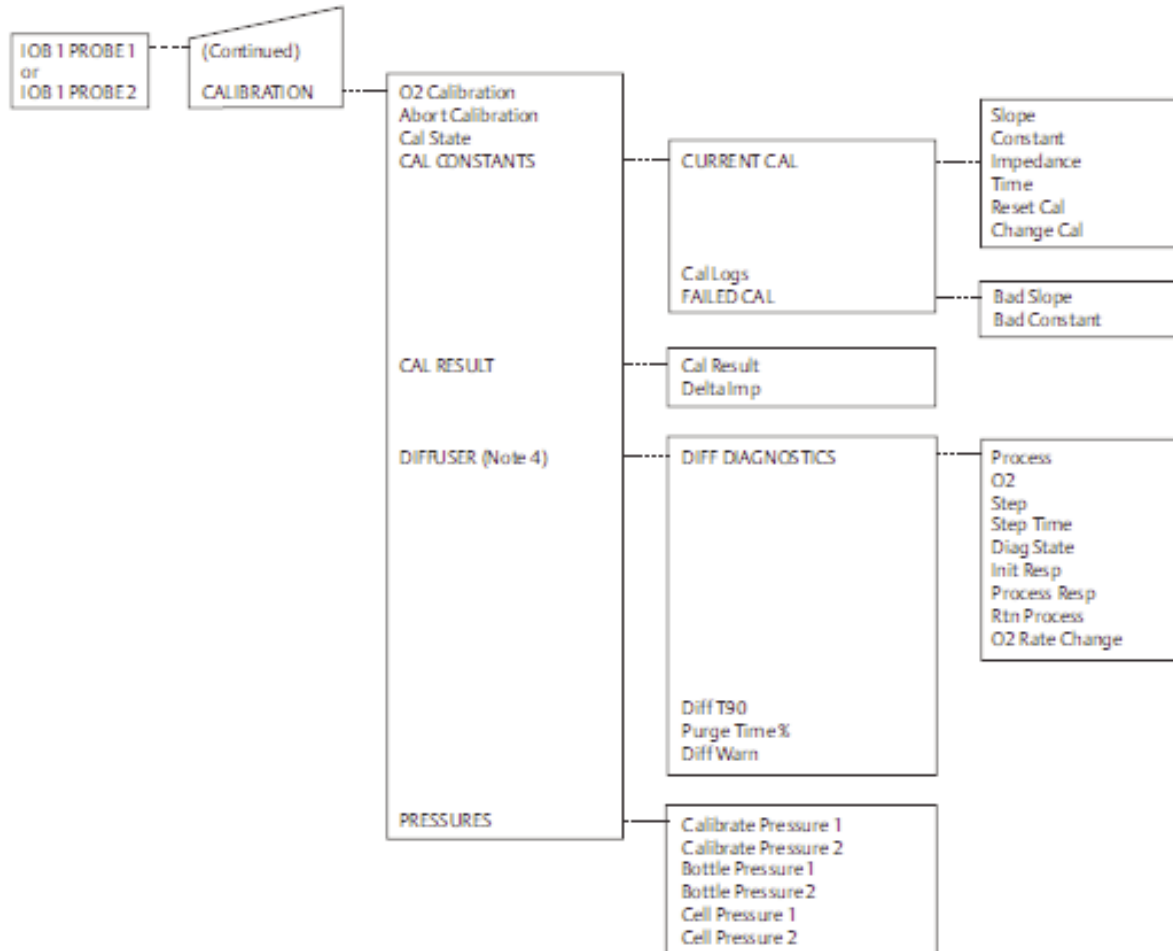 IOB 1 PROBE 1
or
IOB 1 PROBE 2
(Continued)
CALIBRATION
O2 Calibration
Abort Calibration
Cal State
CAL CONSTANTS
CAL RESULT
DIFFUSER (Note 4)
PRESSURES
CURRENT CAL
Cal Logs
FAILED CAL
Slope
Constant
Impedance
Time
Reset Cal
Change Cal
Bad Slope
Bad Constant
Cal Result
Delta Imp
DIFF DIAGNOSTICS
Diff T90
Purge Time %
Diff Warn
Process
O2
Step
Step Time
Diag State
Init Resp
Process Resp
Rtn Process
O2 Rate Change
Calibrate Pressure 1
Calibrate Pressure 2
Bottle Pressure 1
Bottle Pressure 2
Cell Pressure 1
Cell Pressure 2